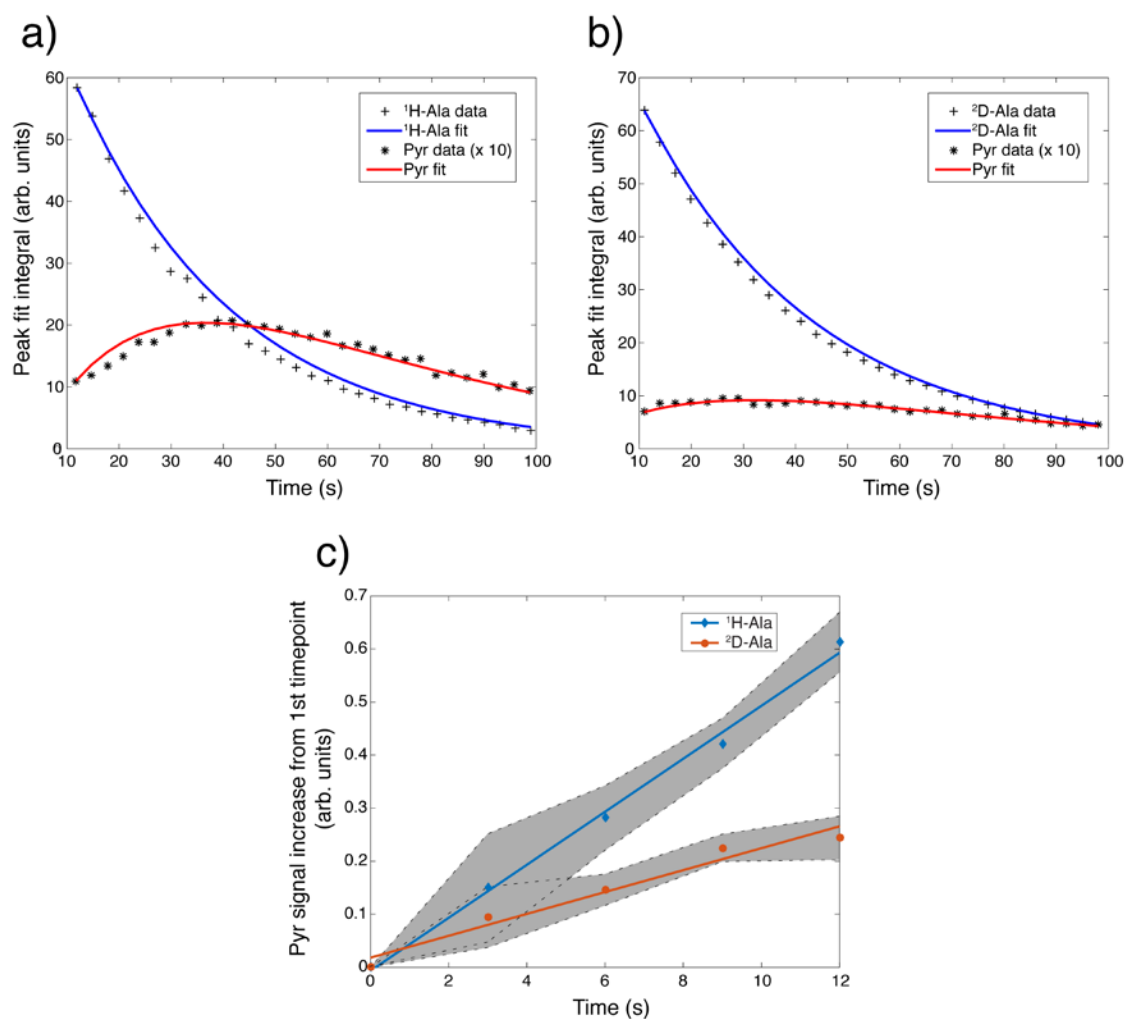 a)
60
50
40
30
20
10
0
Peak fit integral (arb. units)
10 20 30 40 50 60 70 80 90 100
Time (s)
¹H-Ala data
¹H-Ala fit
Pyr data (x 10)
Pyr fit
b)
70
60
50
40
30
20
10
0
Peak fit integral (arb. units)
10 20 30 40 50 60 70 80 90 100
Time (s)
²D-Ala data
²D-Ala fit
Pyr data (x 10)
Pyr fit
c)
0.7
0.6
0.5
0.4
0.3
0.2
0.1
0
Pyr signal increase from 1st timepoint
(arb. units)
0 2 4 6 8 10 12
Time (s)
¹H-Ala
²D-Ala